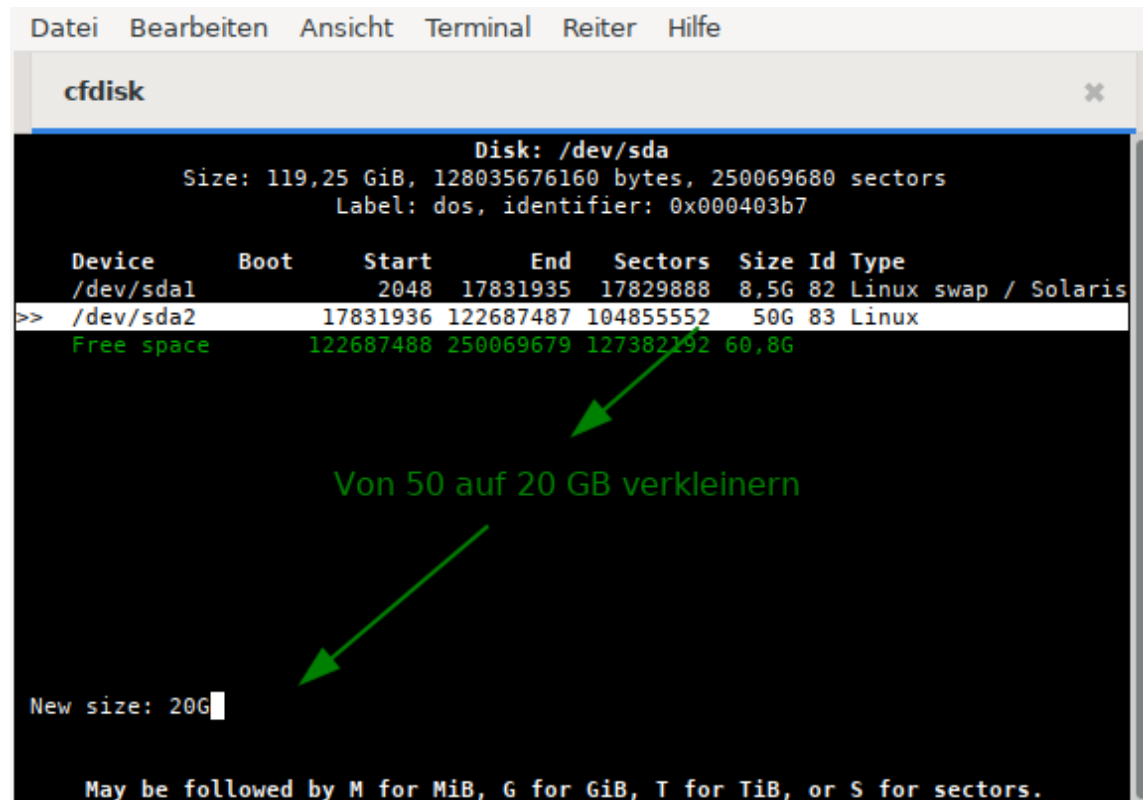 Datei Bearbeiten Ansicht Terminal Reiter Hilfe
cfdisk
Disk: /dev/sda
Size: 119,25 GiB, 128035676160 bytes, 250069680 sectors
Label: dos, identifier: 0x000403b7
Device Boot Start End Sectors Size Id Type
/dev/sda1 2048 17831935 17829888 8,5G 82 Linux swap / Solaris
>> /dev/sda2 17831936 122687487 104855552 50G 83 Linux
Free space 122687488 250069679 127382192 60,8G
Von 50 auf 20 GB verkleinern
New size: 20G
May be followed by M for MiB, G for GiB, T for TiB, or S for sectors.